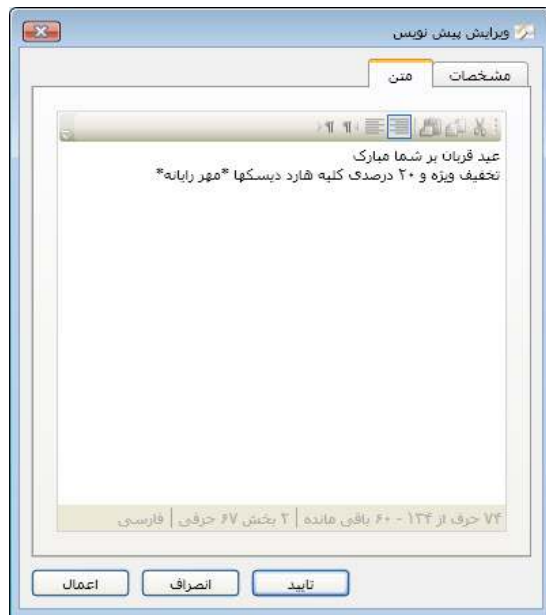 ویرایش پیش نویس
مشخصات
متن
عید قربان بر شما مبارک
تخفیف ویژه و ۲۰ درصدی کلیه هارد دیسکها *مهر رایانه*
۷۴ حرف از ۱۳۴ - ۶۰ باقی مانده | ۲ بخش ۶۷ حرفی | فارسی
تایید
انصراف
اعمال